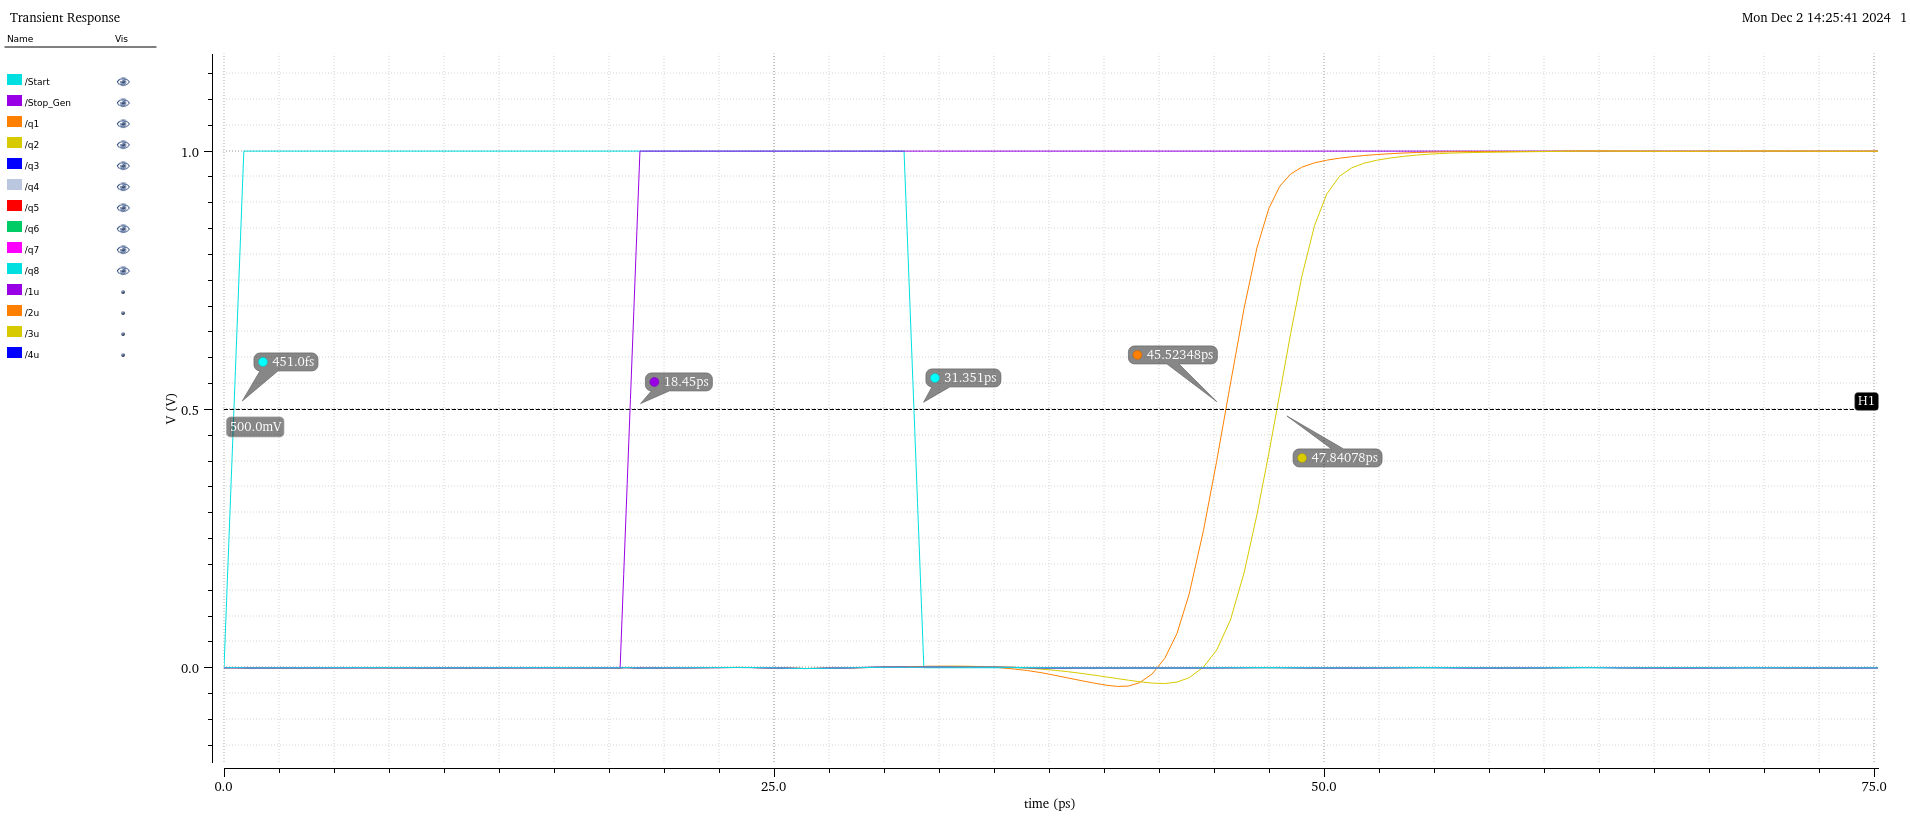 Transient Response
Mon Dec 2 14:25:41 2024 1
Name Vis
/Start
/Stop_Gen
/q1
/q2
/q3
/q4
/q5
/q6
/q7
/q8
/1u
/2u
/3u
/4u
V (V)
1.0
0.5
0.0
451.0fs
18.45ps
31.351ps
45.52348ps
H1
500.0mV
47.84078ps
0.0 25.0 50.0 75.0
time (ps)